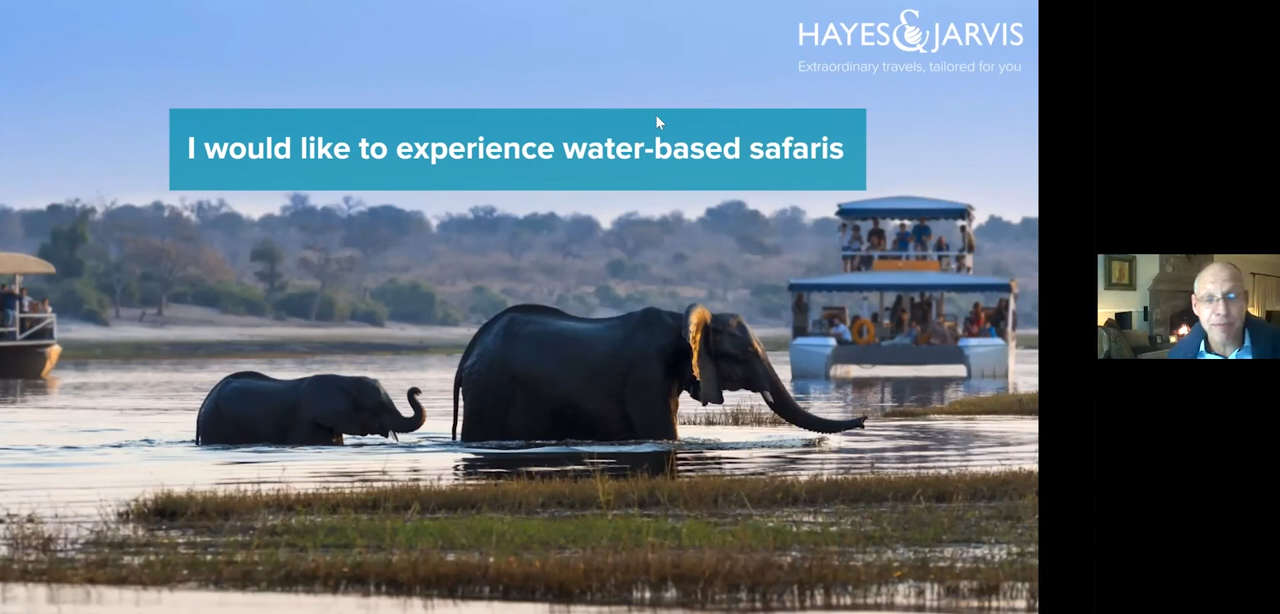 HAYES & JARVIS
Extraordinary travels, tailored for you
I would like to experience water-based safaris